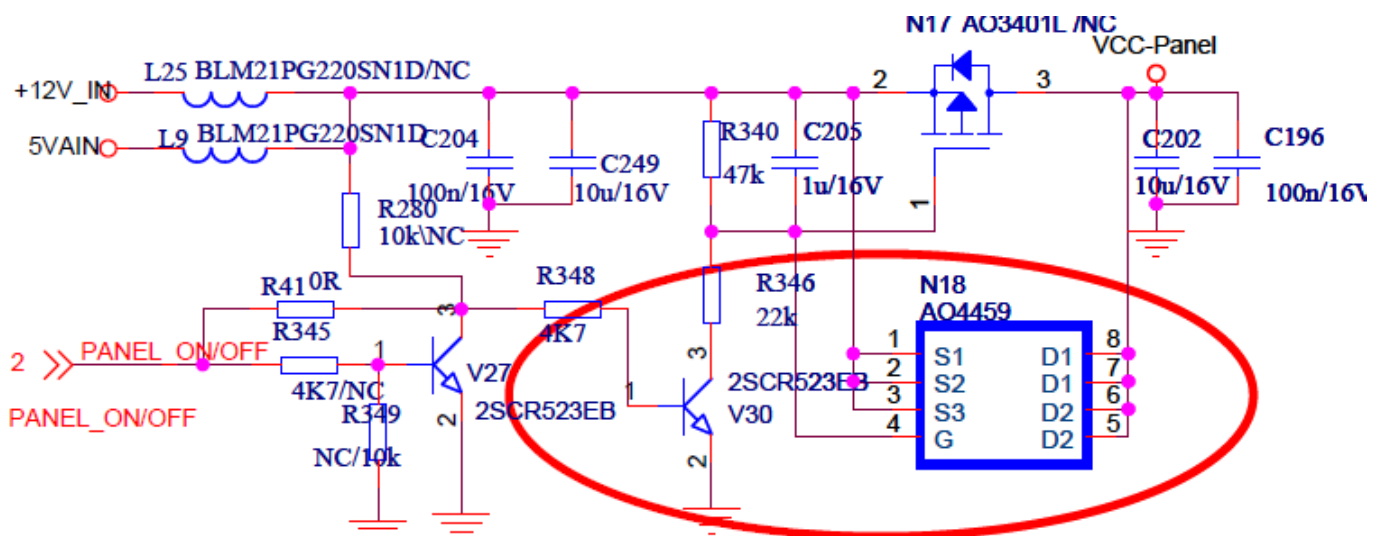 N17 AO3401L /NC
VCC-Panel
L25 BLM21PG220SN1D/NC
+12V_IN
2
3
L9 BLM21PG220SN1D
5VAIN
C204
100n/16V
C249
10u/16V
R340
47k
C205
1u/16V
1
C202
10u/16V
C196
100n/16V
R280
10k\NC
R41 0R
3
R348
4K7
R346
22k
N18
AO4459
R345
4K7/NC
1
2 PANEL_ON/OFF
PANEL_ON/OFF
V27
2SCR523EB
2
R349
NC/10k
1
3
2SCR523EB
V30
2
1 S1 D1 8
2 S2 D1 7
3 S3 D2 6
4 G D2 5